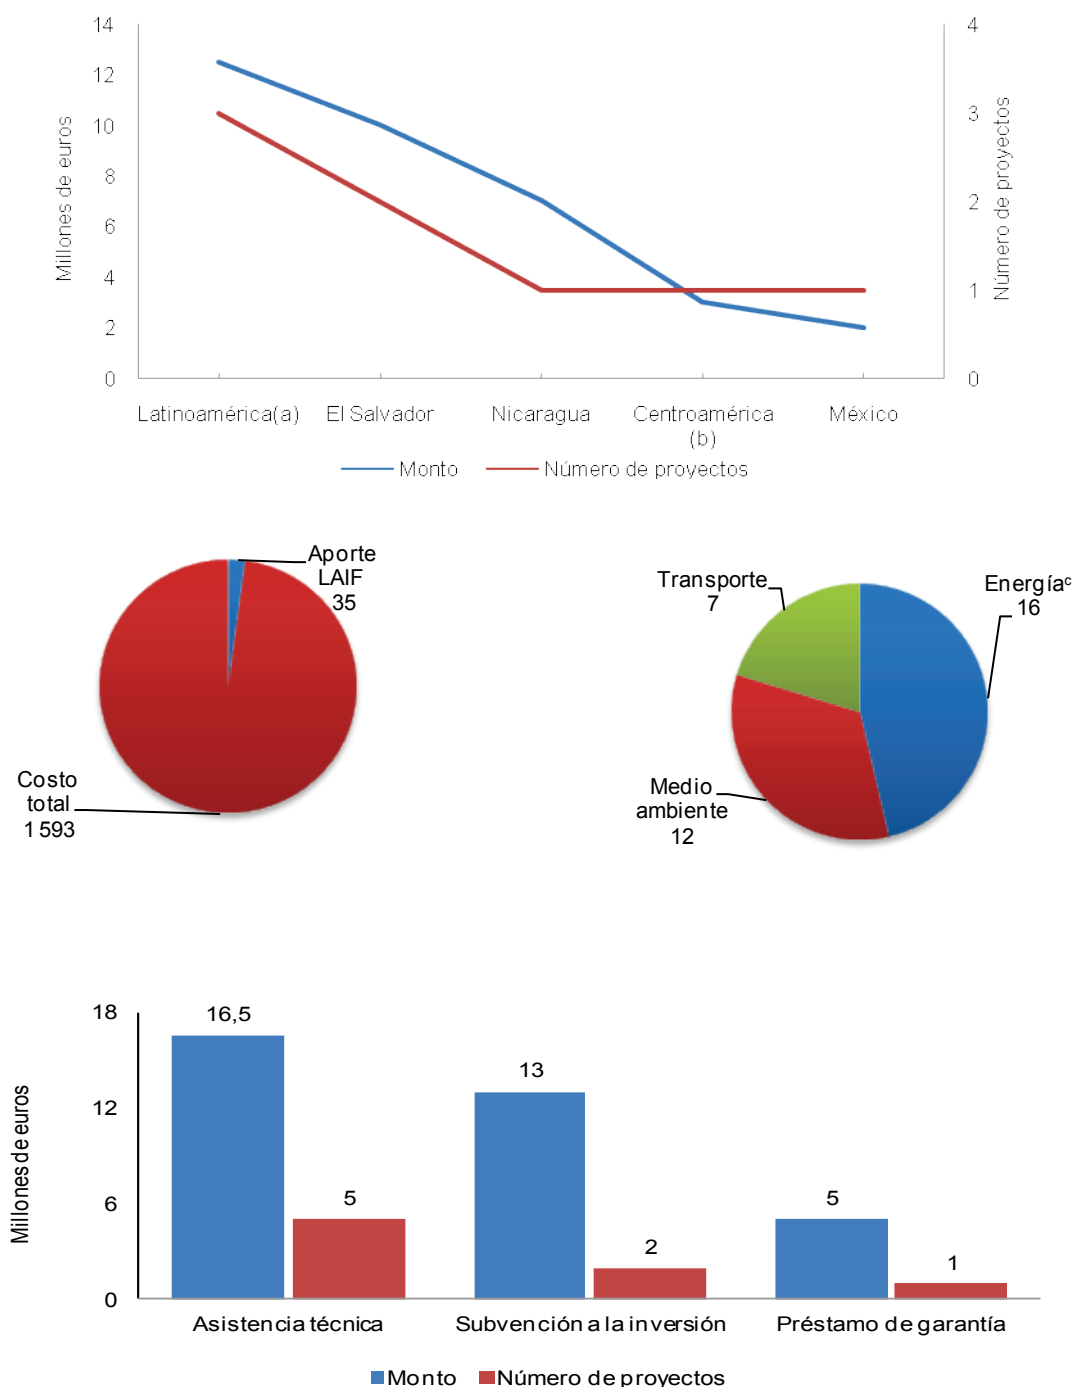 14
12
10
8
6
4
2
0
Millones de euros
4
3
2
1
0
Número de proyectos
Latinoamérica(a)
El Salvador
Nicaragua
Centroamérica
(b)
México
Monto
Número de proyectos
Aporte
LAIF
35
Costo
total
1 593
Transporte
7
Energíaᶜ
16
Medio
ambiente
12
18
12
6
0
Millones de euros
16,5
5
13
2
5
1
Asistencia técnica
Subvención a la inversión
Préstamo de garantía
Monto
Número de proyectos